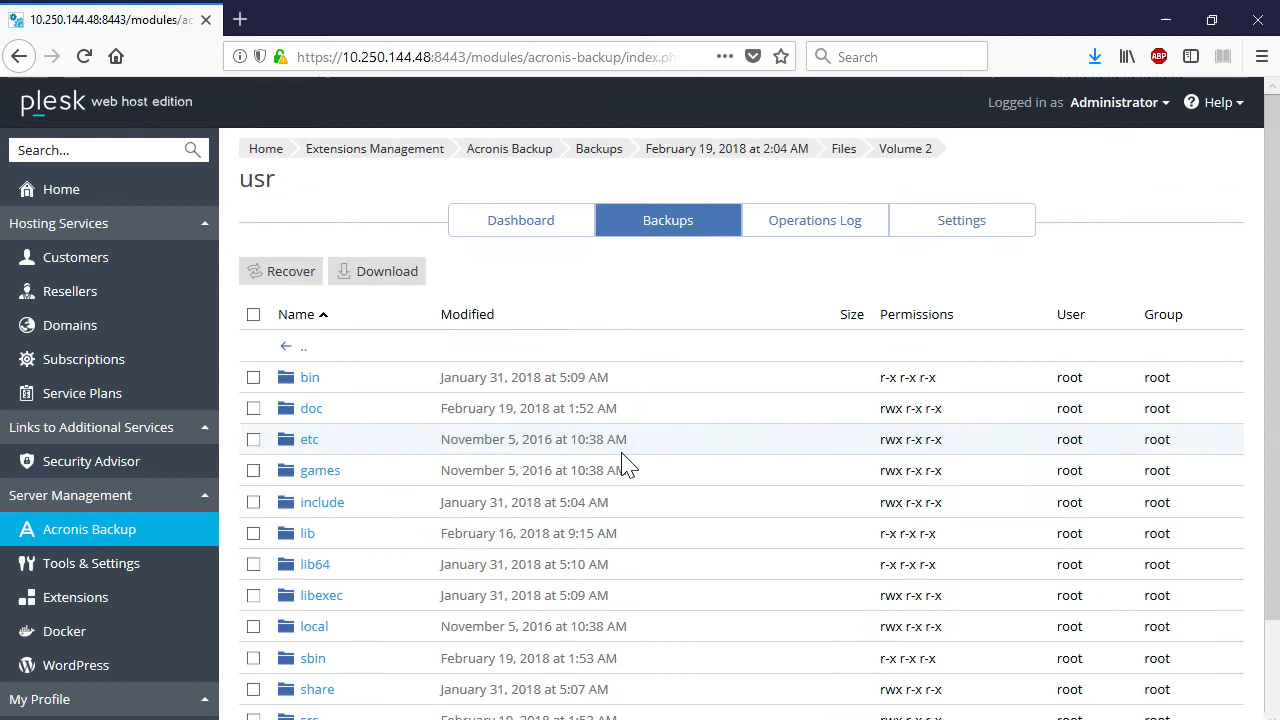 10.250.144.48:8443/modules/ac
https://10.250.144.48:8443/modules/acronis-backup/index.ph
Search
ABP
plesk web host edition
Logged in as Administrator
Help
Search...
Home
Hosting Services
Customers
Resellers
Domains
Subscriptions
Service Plans
Links to Additional Services
Security Advisor
Server Management
Acronis Backup
Tools & Settings
Extensions
Docker
WordPress
My Profile
Home Extensions Management Acronis Backup Backups February 19, 2018 at 2:04 AM Files Volume 2
usr
Dashboard Backups Operations Log Settings
Recover Download
Name Modified Size Permissions User Group
..
bin January 31, 2018 at 5:09 AM r-x r-x r-x root root
doc February 19, 2018 at 1:52 AM rwx r-x r-x root root
etc November 5, 2016 at 10:38 AM rwx r-x r-x root root
games November 5, 2016 at 10:38 AM rwx r-x r-x root root
include January 31, 2018 at 5:04 AM rwx r-x r-x root root
lib February 16, 2018 at 9:15 AM r-x r-x r-x root root
lib64 January 31, 2018 at 5:10 AM r-x r-x r-x root root
libexec January 31, 2018 at 5:09 AM rwx r-x r-x root root
local November 5, 2016 at 10:38 AM rwx r-x r-x root root
sbin February 19, 2018 at 1:53 AM r-x r-x r-x root root
share January 31, 2018 at 5:07 AM rwx r-x r-x root root